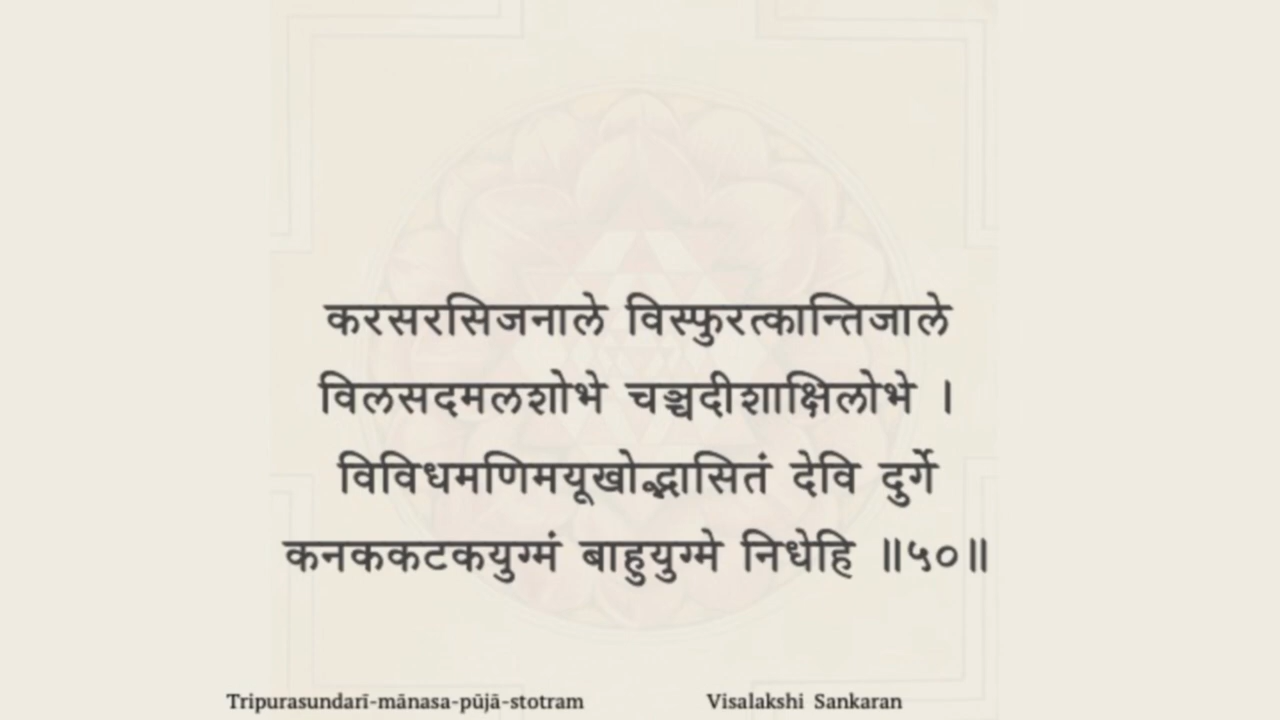 करसरसिजनाले विस्फुरत्कान्तिजाले
विलसदमलशोभे चञ्चदीशाक्षिलोभे ।
विविधमणिमयूखोद्भासितं देवि दुर्गे
कनककटकयुग्मं बाहुयुग्मे निधेहि ॥५०॥
Tripurasundarī-mānasa-pūjā-stotram Visalakshi Sankaran